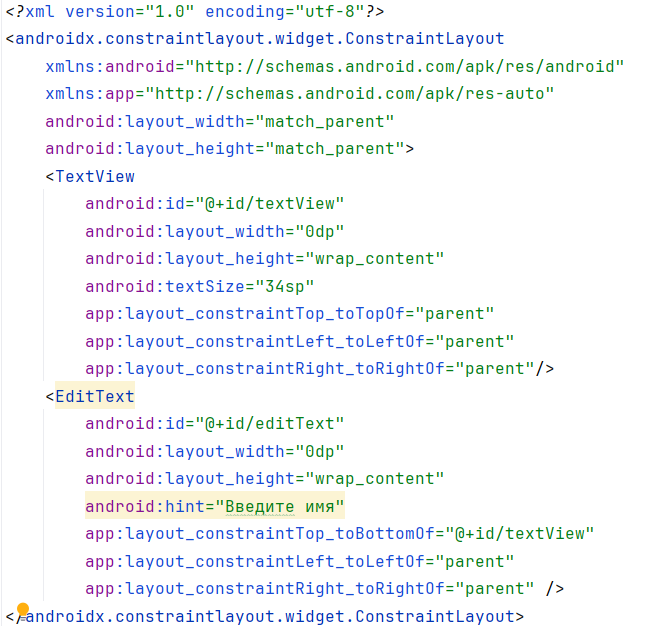 <?xml version="1.0" encoding="utf-8"?>
<androidx.constraintlayout.widget.ConstraintLayout
    xmlns:android="http://schemas.android.com/apk/res/android"
    xmlns:app="http://schemas.android.com/apk/res-auto"
    android:layout_width="match_parent"
    android:layout_height="match_parent">
    <TextView
        android:id="@+id/textView"
        android:layout_width="0dp"
        android:layout_height="wrap_content"
        android:textSize="34sp"
        app:layout_constraintTop_toTopOf="parent"
        app:layout_constraintLeft_toLeftOf="parent"
        app:layout_constraintRight_toRightOf="parent"/>
    <EditText
        android:id="@+id/editText"
        android:layout_width="0dp"
        android:layout_height="wrap_content"
        android:hint="Введите имя"
        app:layout_constraintTop_toBottomOf="@+id/textView"
        app:layout_constraintLeft_toLeftOf="parent"
        app:layout_constraintRight_toRightOf="parent" />
</androidx.constraintlayout.widget.ConstraintLayout>